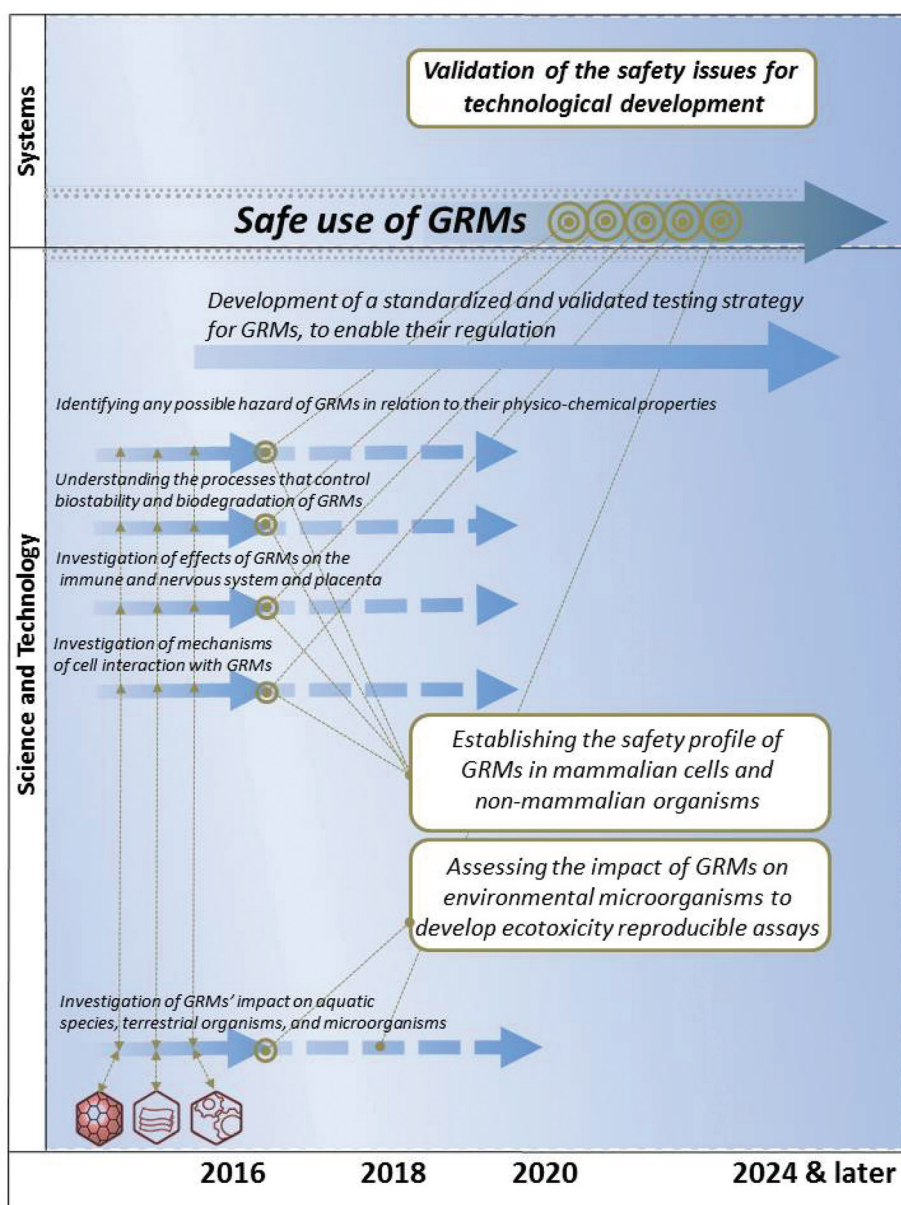 Systems
Validation of the safety issues for
technological development
Safe use of GRMs
Science and Technology
Development of a standardized and validated testing strategy
for GRMs, to enable their regulation
Identifying any possible hazard of GRMs in relation to their physico-chemical properties
Understanding the processes that control
biostability and biodegradation of GRMs
Investigation of effects of GRMs on the
immune and nervous system and placenta
Investigation of mechanisms
of cell interaction with GRMs
Establishing the safety profile of
GRMs in mammalian cells and
non-mammalian organisms
Assessing the impact of GRMs on
environmental microorganisms to
develop ecotoxicity reproducible assays
Investigation of GRMs' impact on aquatic
species, terrestrial organisms, and microorganisms
2016 2018 2020 2024 & later